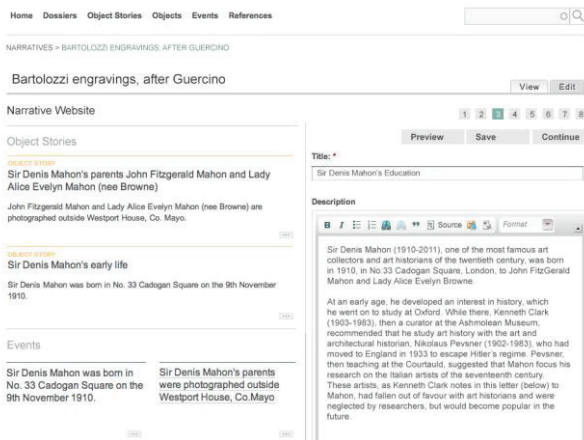 Home Dossiers Object Stories Objects Events References
NARRATIVES > BARTOLOZZI ENGRAVINGS, AFTER GUERCINO
Bartolozzi engravings, after Guercino
View Edit
Narrative Website
1 2 3 4 5 6 7 8
Preview Save Continue
Object Stories
OBJECT STORY
Sir Denis Mahon's parents John Fitzgerald Mahon and Lady
Alice Evelyn Mahon (nee Browne)
John Fitzgerald Mahon and Lady Alice Evelyn Mahon (nee Browne) are
photographed outside Westport House, Co. Mayo.
OBJECT STORY
Sir Denis Mahon's early life
Sir Denis Mahon was born in No. 33 Cadogan Square on the 9th November
1910.
Events
Sir Denis Mahon was born in
No. 33 Cadogan Square on the
9th November 1910.
Sir Denis Mahon's parents
were photographed outside
Westport House, Co.Mayo
Title: *
Sir Denis Mahon's Education
Description
B I Source Format
Sir Denis Mahon (1910-2011), one of the most famous art
collectors and art historians of the twentieth century, was born
in 1910, in No.33 Cadogan Square, London, to John FitzGerald
Mahon and Lady Alice Evelyn Browne.
At an early age, he developed an interest in history, which
he went on to study at Oxford. While there, Kenneth Clark
(1903-1983), then a curator at the Ashmolean Museum,
recommended that he study art history with the art and
architectural historian, Nikolaus Pevsner (1902-1983), who had
moved to England in 1933 to escape Hitler's regime. Pevsner,
then teaching at the Courtauld, suggested that Mahon focus his
research on the Italian artists of the seventeenth century.
These artists, as Kenneth Clark notes in this letter (below) to
Mahon, had fallen out of favour with art historians and were
neglected by researchers, but would become popular in the
future.